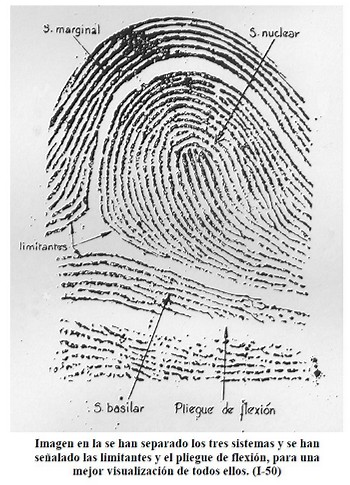 S. marginal
S. nuclear
limitantes
S. basilar
Pliegue de flexión
Imagen en la se han separado los tres sistemas y se han
señalado las limitantes y el pliegue de flexión, para una
mejor visualización de todos ellos. (I-50)